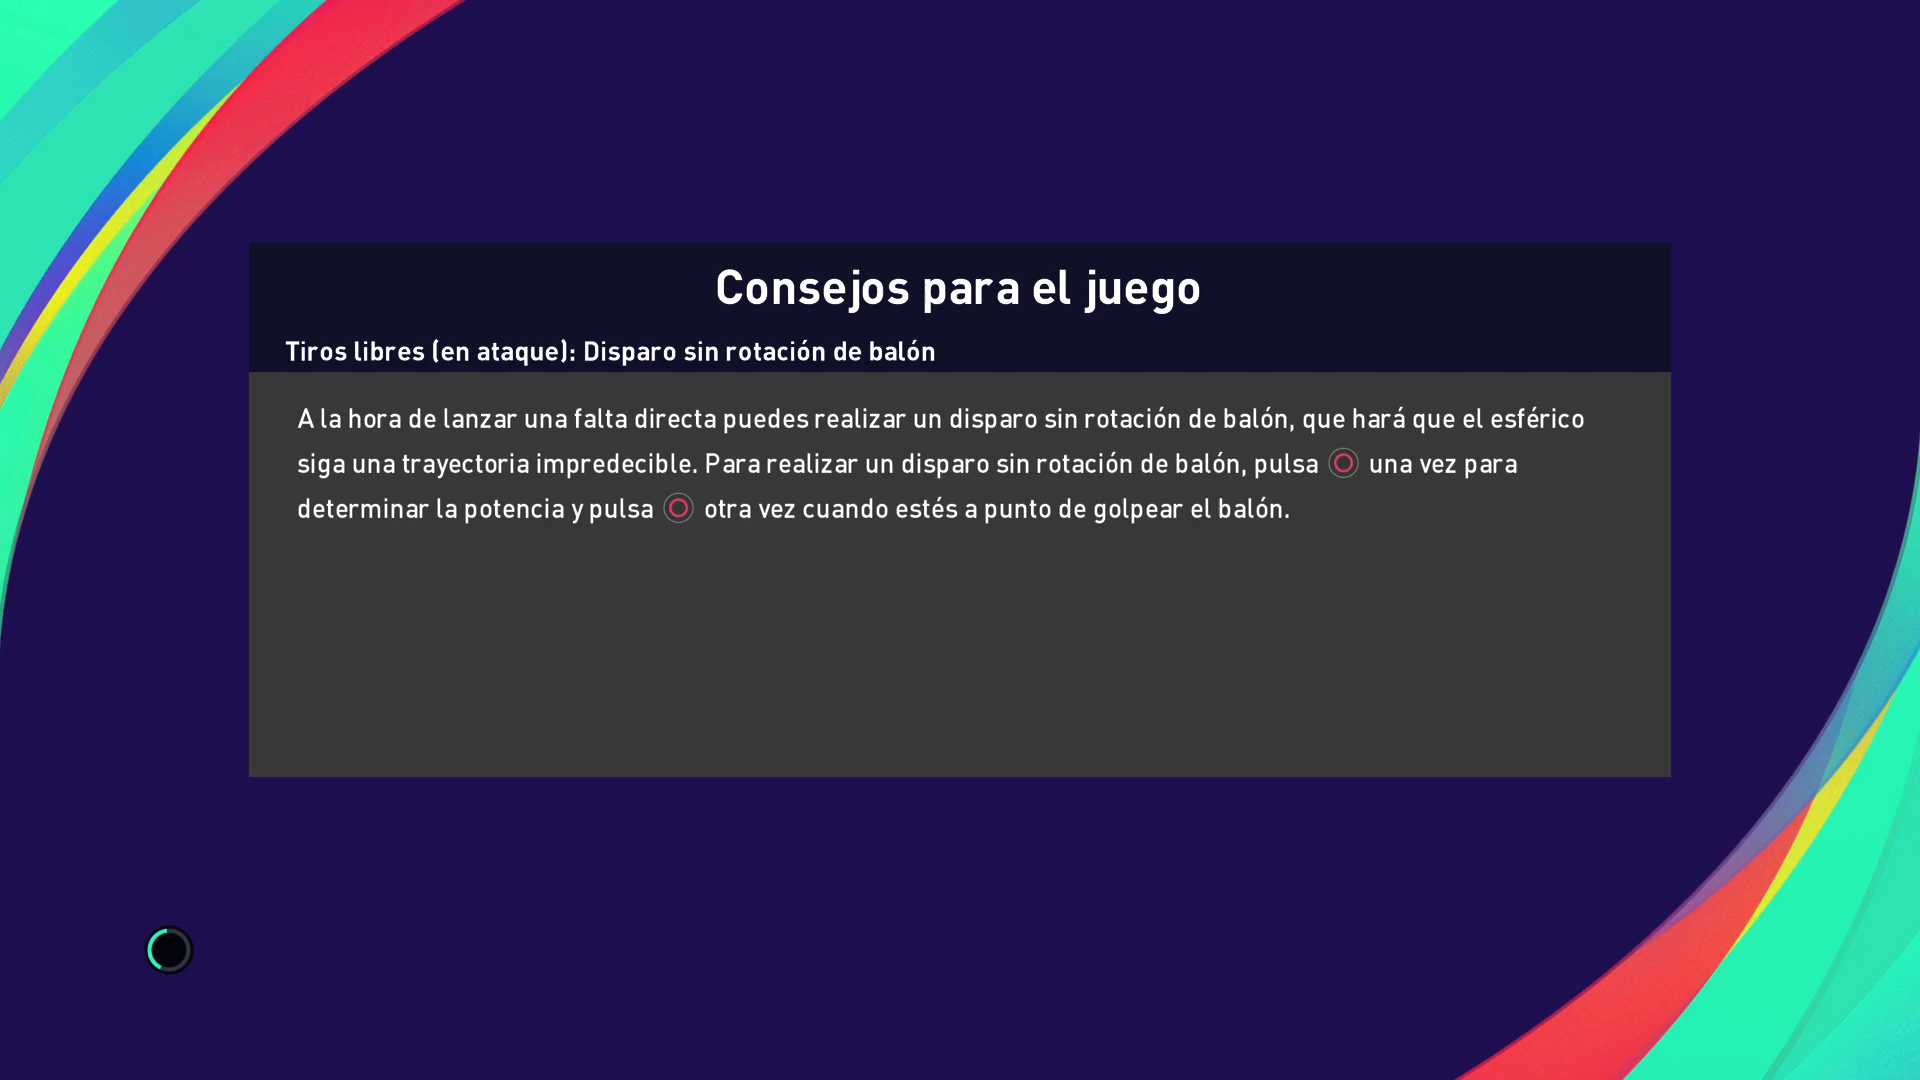 Consejos para el juego
Tiros libres (en ataque): Disparo sin rotación de balón
A la hora de lanzar una falta directa puedes realizar un disparo sin rotación de balón, que hará que el esférico
siga una trayectoria impredecible. Para realizar un disparo sin rotación de balón, pulsa una vez para
determinar la potencia y pulsa otra vez cuando estés a punto de golpear el balón.